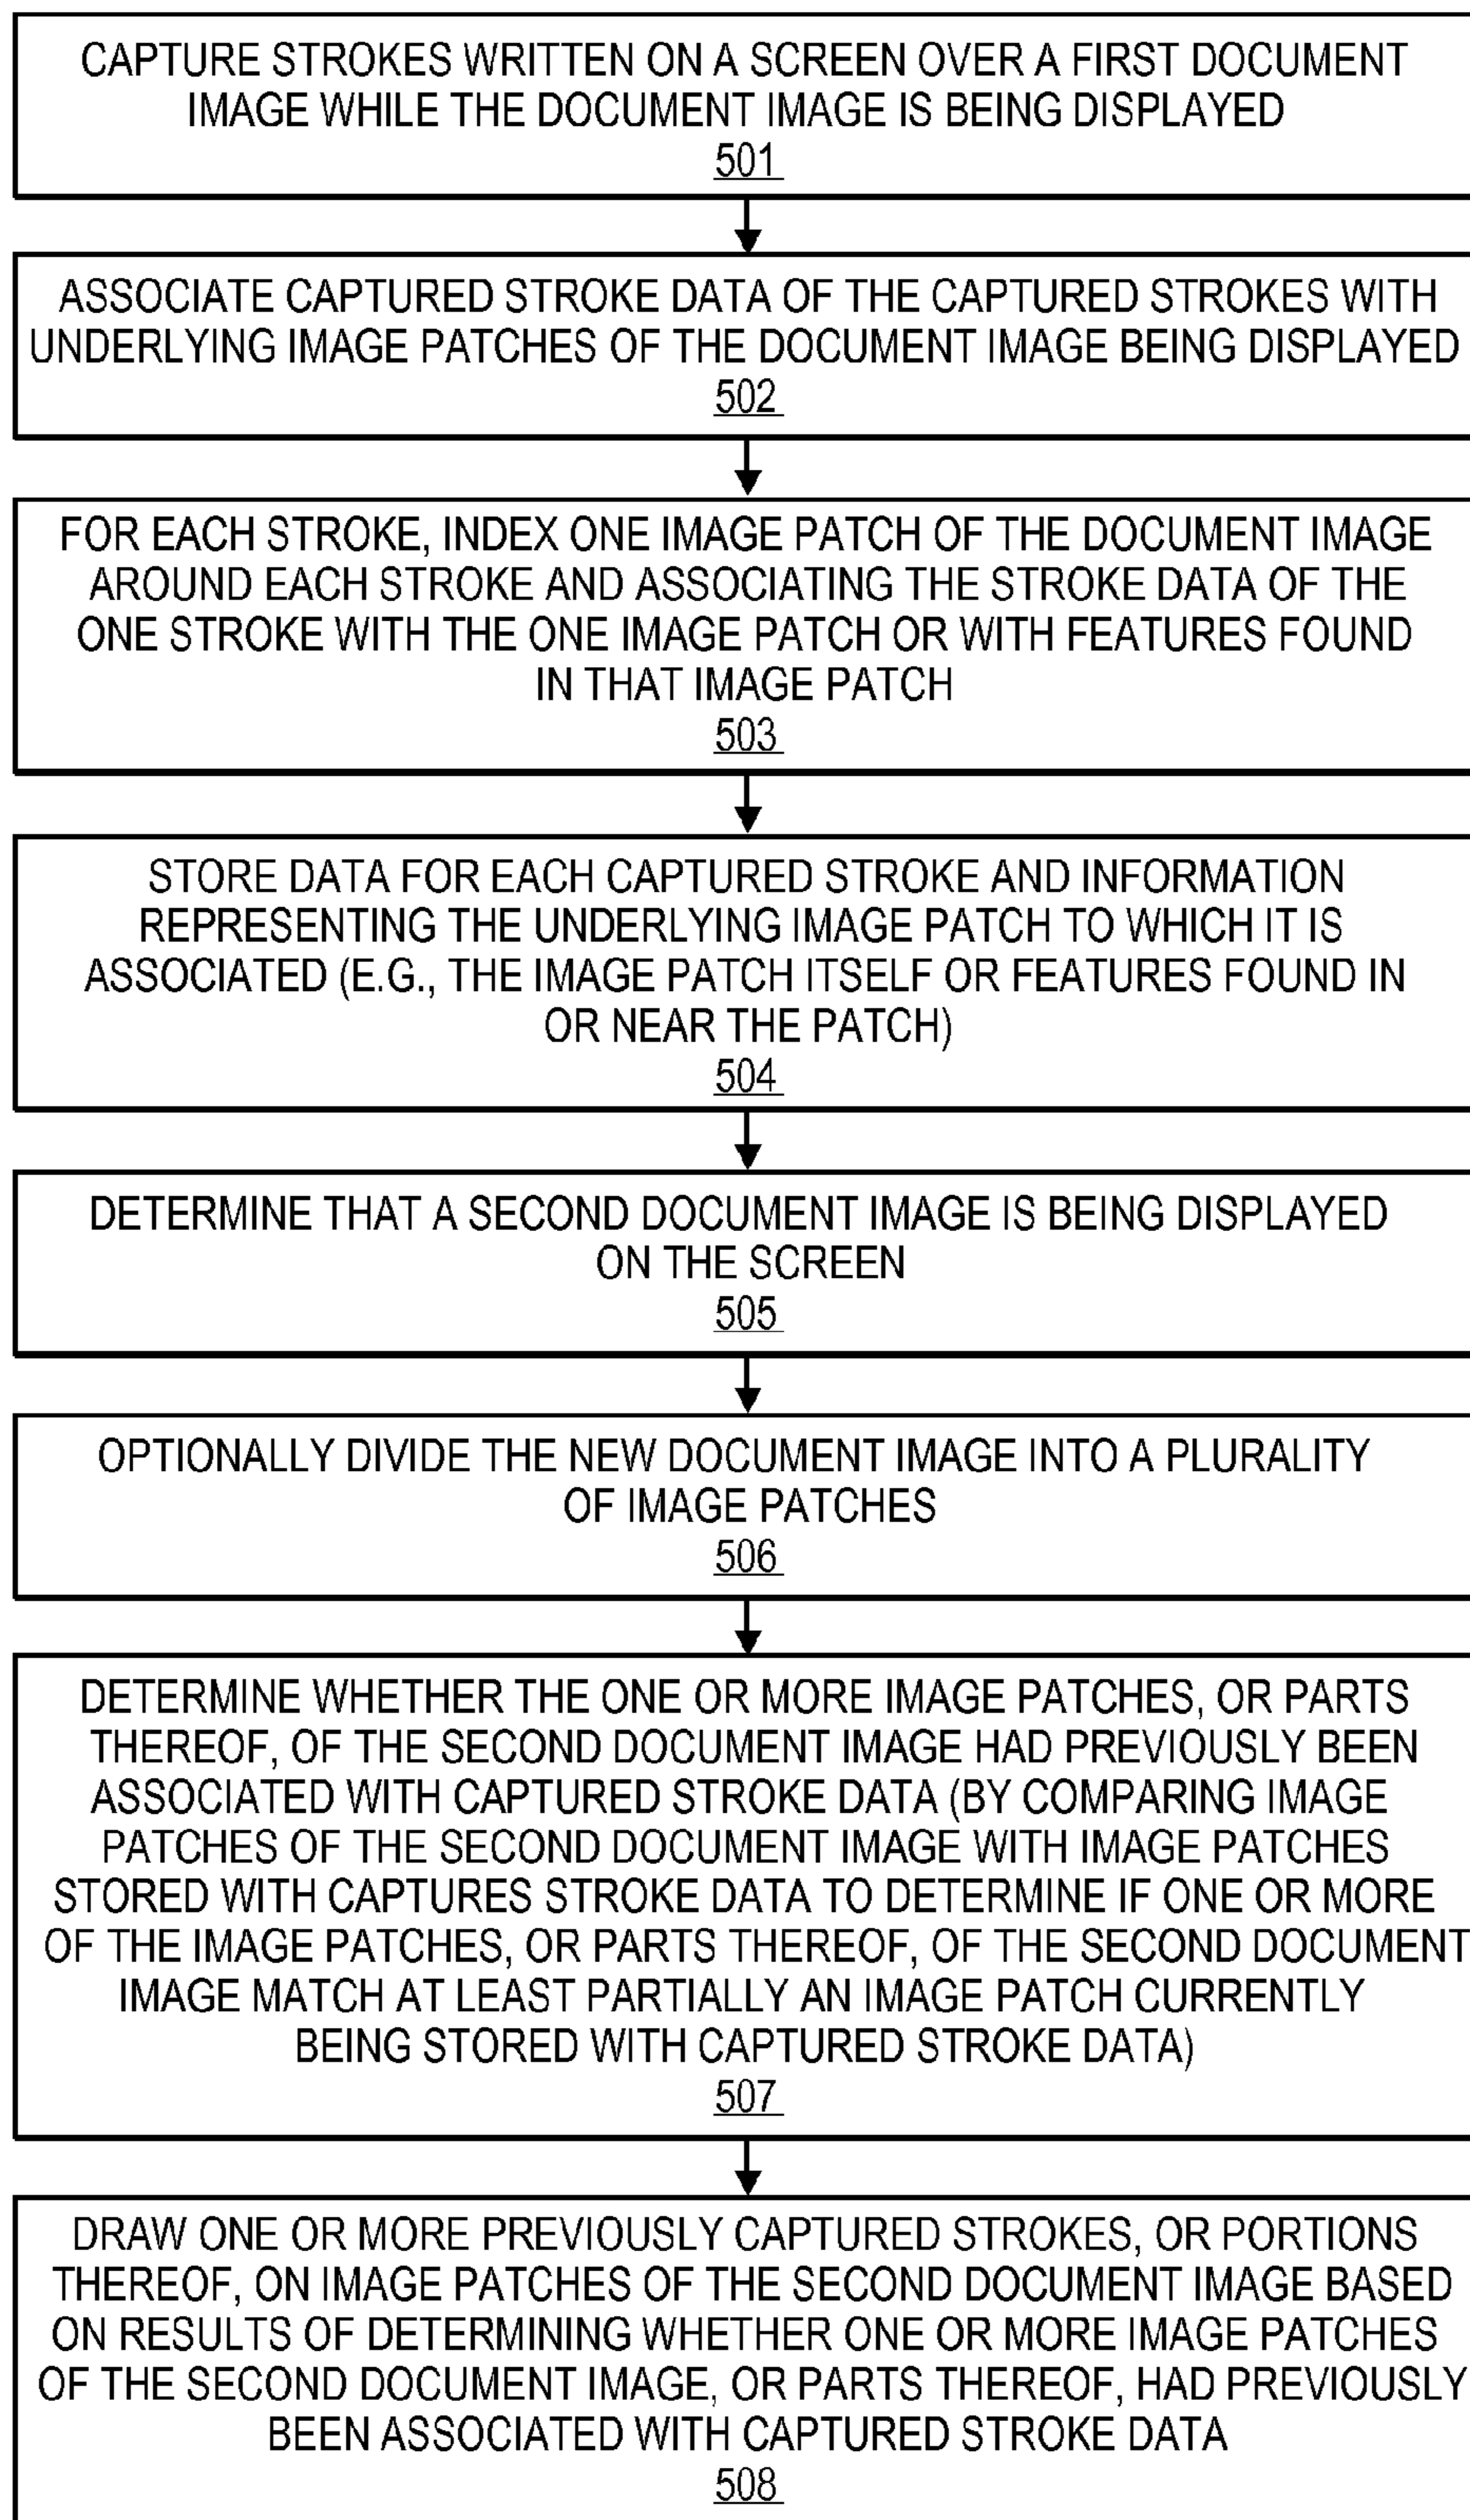 CAPTURE STROKES WRITTEN ON A SCREEN OVER A FIRST DOCUMENT
IMAGE WHILE THE DOCUMENT IMAGE IS BEING DISPLAYED
501
ASSOCIATE CAPTURED STROKE DATA OF THE CAPTURED STROKES WITH
UNDERLYING IMAGE PATCHES OF THE DOCUMENT IMAGE BEING DISPLAYED
502
FOR EACH STROKE, INDEX ONE IMAGE PATCH OF THE DOCUMENT IMAGE
AROUND EACH STROKE AND ASSOCIATING THE STROKE DATA OF THE
ONE STROKE WITH THE ONE IMAGE PATCH OR WITH FEATURES FOUND
IN THAT IMAGE PATCH
503
STORE DATA FOR EACH CAPTURED STROKE AND INFORMATION
REPRESENTING THE UNDERLYING IMAGE PATCH TO WHICH IT IS
ASSOCIATED (E.G., THE IMAGE PATCH ITSELF OR FEATURES FOUND IN
OR NEAR THE PATCH)
504
DETERMINE THAT A SECOND DOCUMENT IMAGE IS BEING DISPLAYED
ON THE SCREEN
505
OPTIONALLY DIVIDE THE NEW DOCUMENT IMAGE INTO A PLURALITY
OF IMAGE PATCHES
506
DETERMINE WHETHER THE ONE OR MORE IMAGE PATCHES, OR PARTS
THEREOF, OF THE SECOND DOCUMENT IMAGE HAD PREVIOUSLY BEEN
ASSOCIATED WITH CAPTURED STROKE DATA (BY COMPARING IMAGE
PATCHES OF THE SECOND DOCUMENT IMAGE WITH IMAGE PATCHES
STORED WITH CAPTURES STROKE DATA TO DETERMINE IF ONE OR MORE
OF THE IMAGE PATCHES, OR PARTS THEREOF, OF THE SECOND DOCUMENT
IMAGE MATCH AT LEAST PARTIALLY AN IMAGE PATCH CURRENTLY
BEING STORED WITH CAPTURED STROKE DATA)
507
DRAW ONE OR MORE PREVIOUSLY CAPTURED STROKES, OR PORTIONS
THEREOF, ON IMAGE PATCHES OF THE SECOND DOCUMENT IMAGE BASED
ON RESULTS OF DETERMINING WHETHER ONE OR MORE IMAGE PATCHES
OF THE SECOND DOCUMENT IMAGE, OR PARTS THEREOF, HAD PREVIOUSLY
BEEN ASSOCIATED WITH CAPTURED STROKE DATA
508